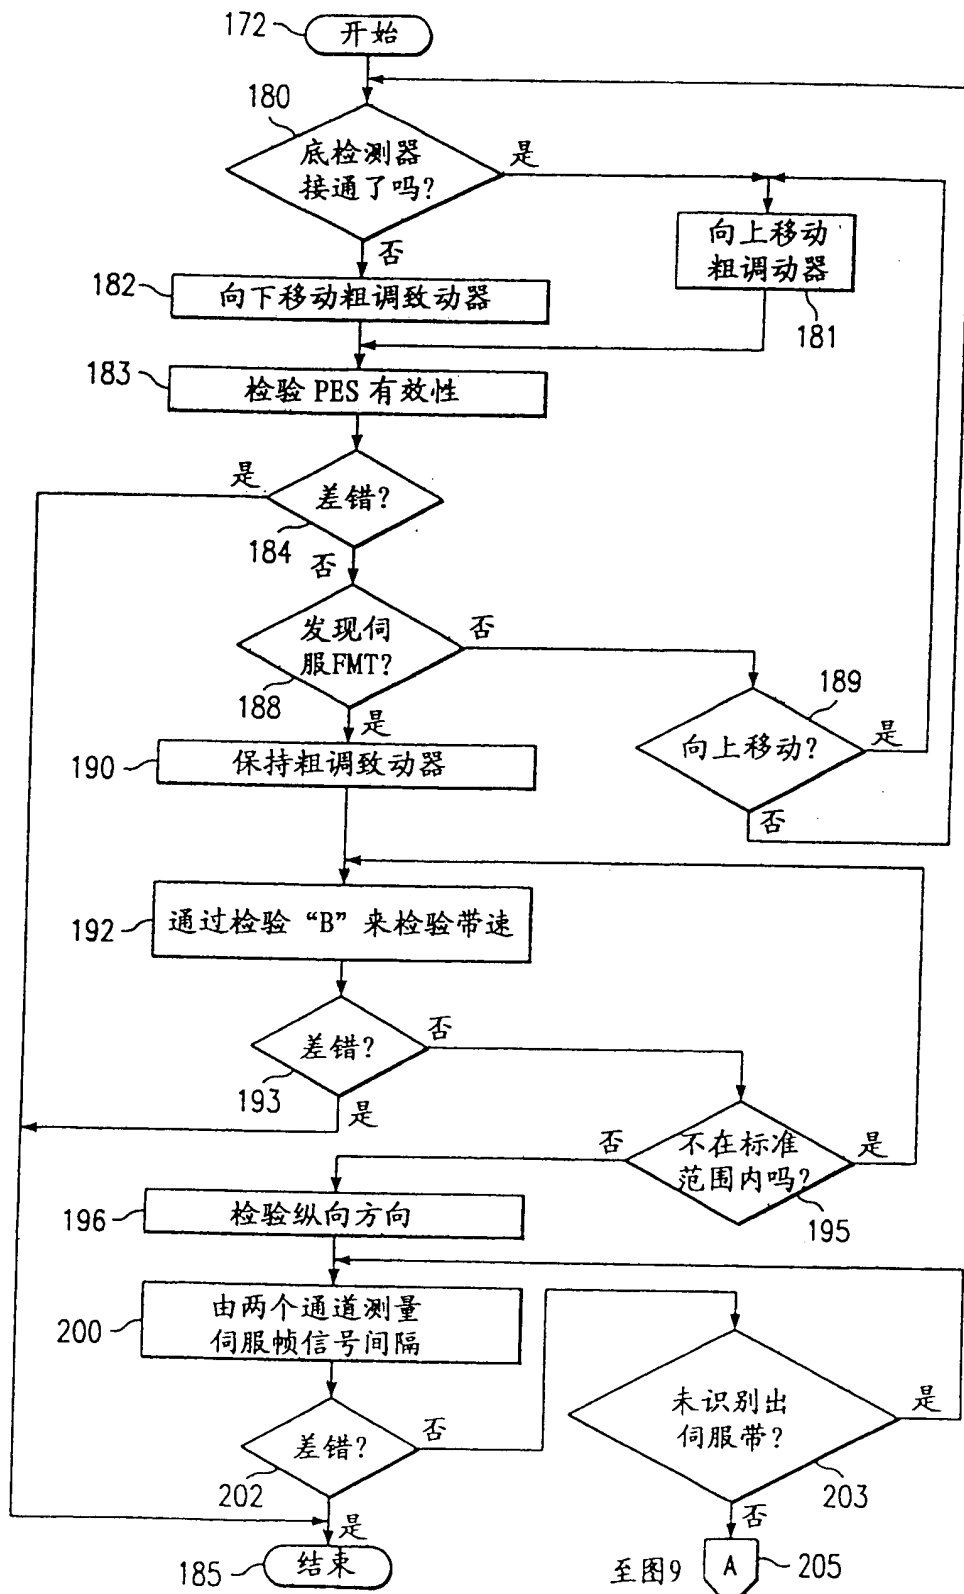 172
开始
180
底检测器
接通了吗?
是
否
向上移动
粗调动器
181
182
向下移动粗调致动器
183
检验 PES 有效性
是
差错?
184
否
发现伺
服FMT?
否
188
是
189
向上移动?
是
否
190
保持粗调致动器
192
通过检验“B”来检验带速
差错?
否
193
是
不在标准
范围内吗?
否
是
195
196
检验纵向方向
200
由两个通道测量
伺服帧信号间隔
差错?
否
202
是
未识别出
伺服带?
是
203
否
185
结束
至图9
A
205